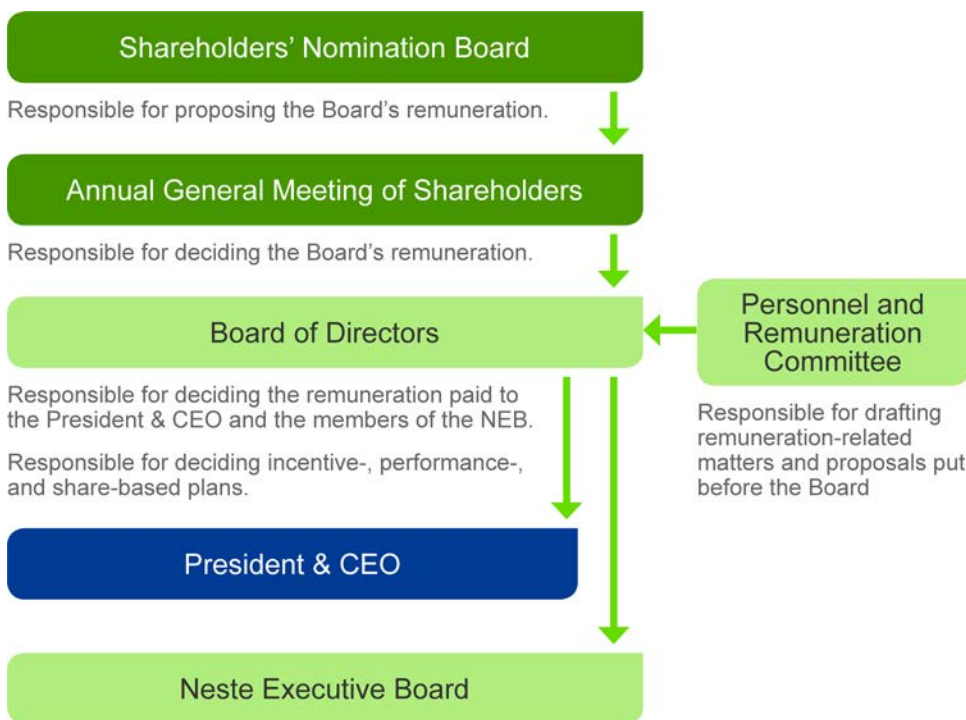 Shareholders’ Nomination Board
Responsible for proposing the Board’s remuneration.
Annual General Meeting of Shareholders
Responsible for deciding the Board’s remuneration.
Board of Directors
Responsible for deciding the remuneration paid to
the President & CEO and the members of the NEB.
Responsible for deciding incentive-, performance-,
and share-based plans.
Personnel and
Remuneration
Committee
Responsible for drafting
remuneration-related
matters and proposals put
before the Board
President & CEO
Neste Executive Board